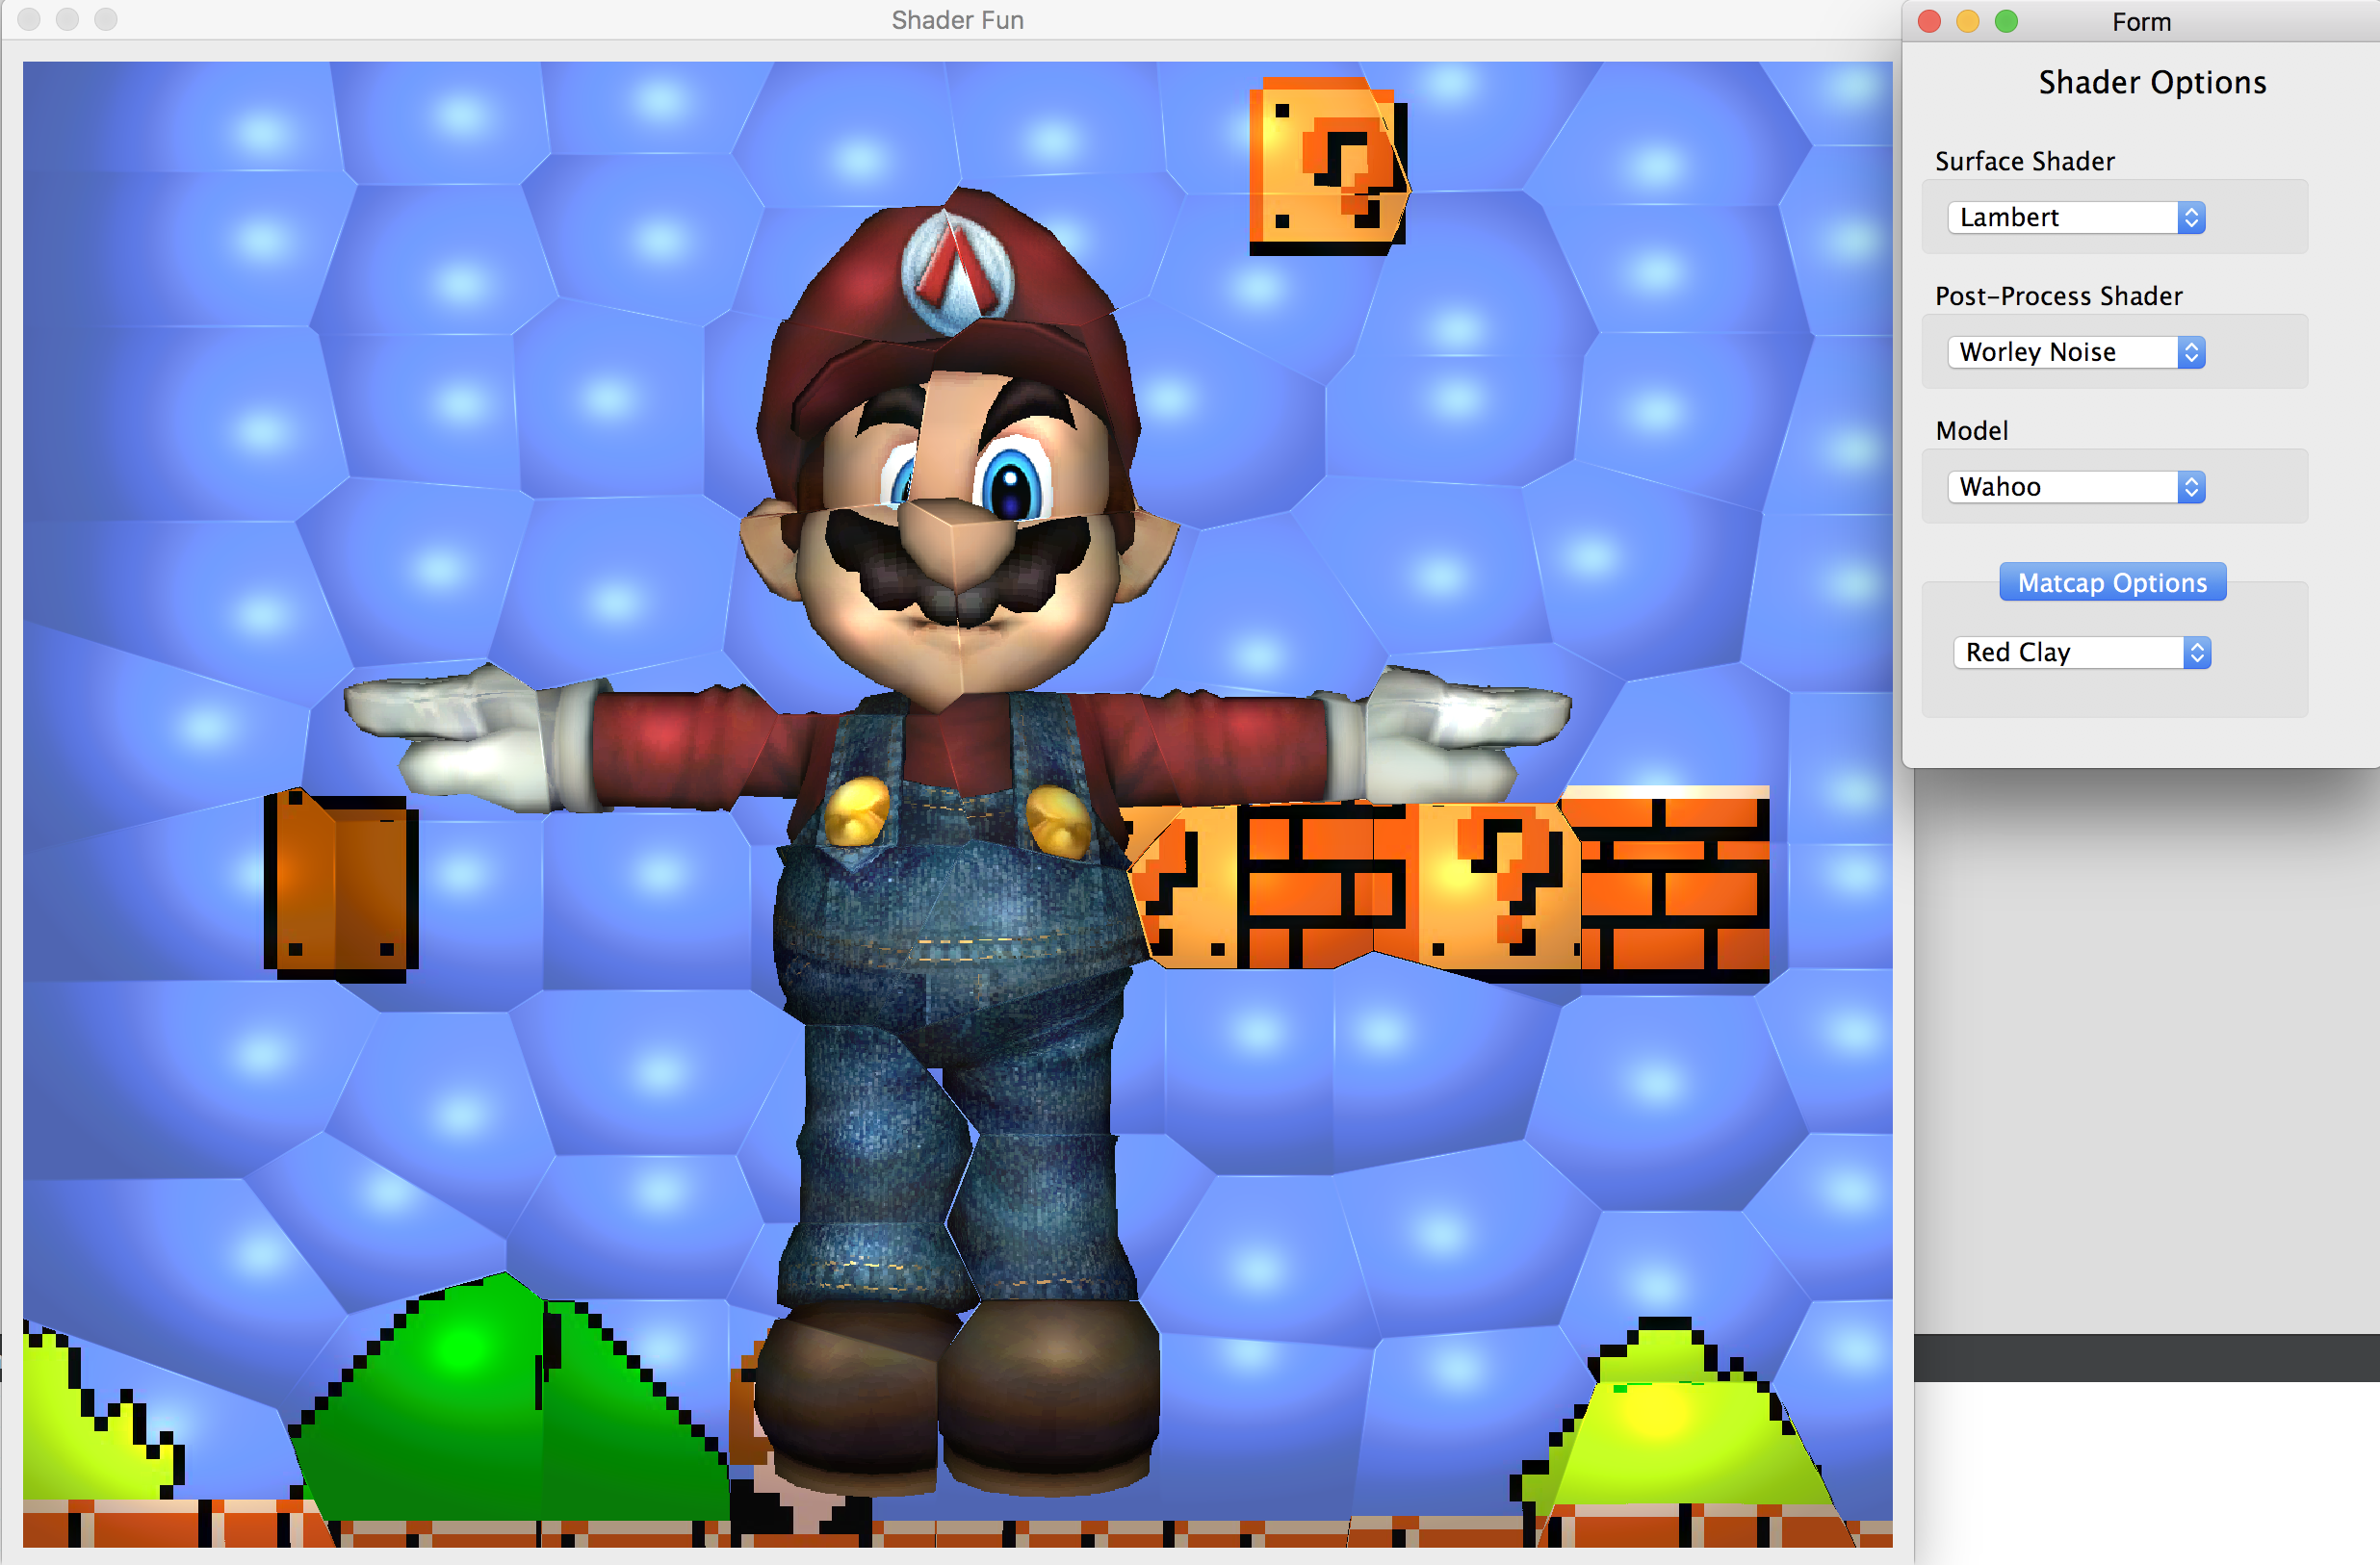 Shader Fun
Form
Shader Options
Surface Shader
Lambert
Post-Process Shader
Worley Noise
Model
Wahoo
Matcap Options
Red Clay